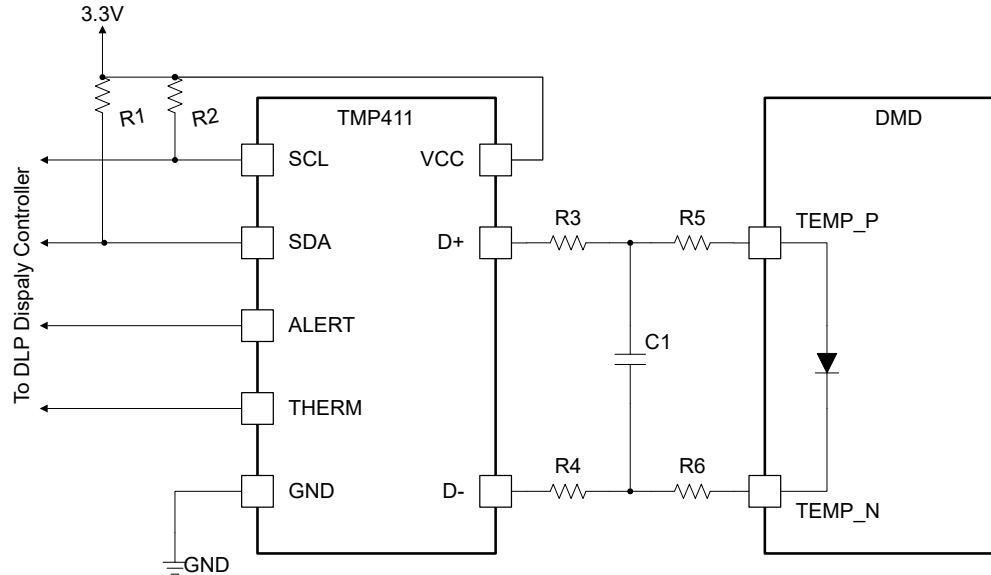 3.3V
R1
R2
TMP411
DMD
SCL
VCC
SDA
D+
R3
R5
TEMP_P
ALERT
C1
THERM
GND
D-
R4
R6
TEMP_N
GND
To DLP Dispaly Controller